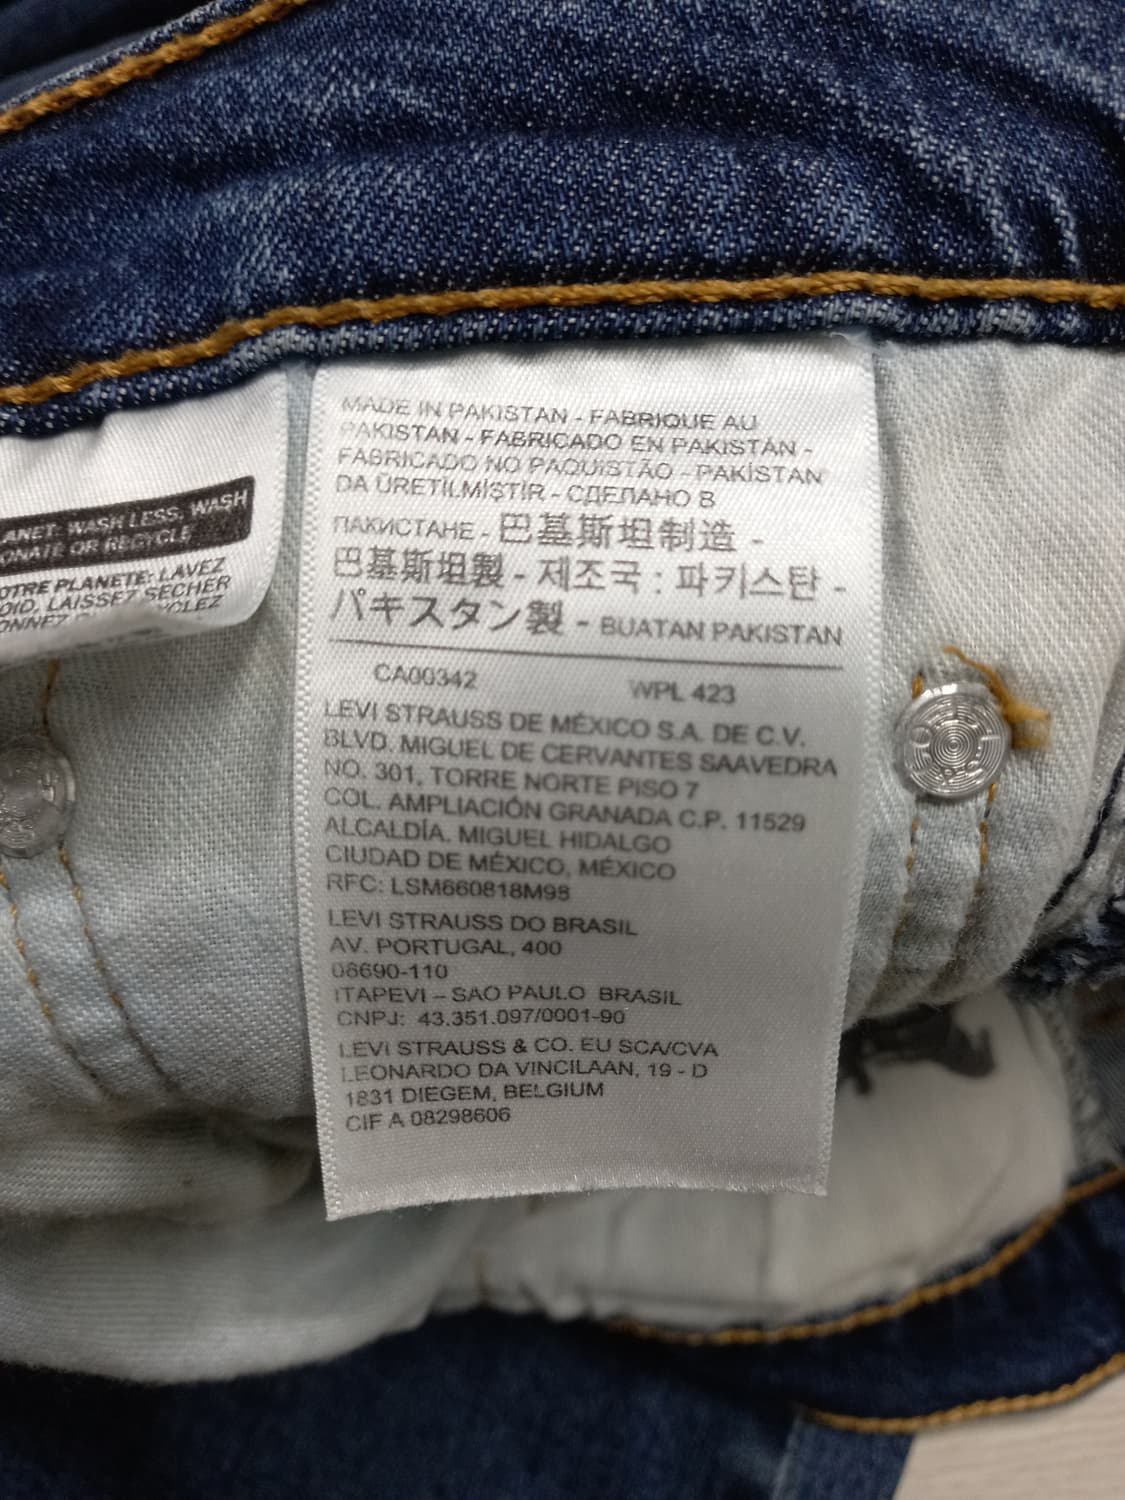 MADE IN PAKISTAN - FABRIQUE AU
PAKISTAN - FABRICADO EN PAKISTÁN -
FABRICADO NO PAQUISTÃO - PAKİSTAN
DA ÜRETİLMİŞTİR - СДЕЛАНО В
ПАКИСТАНЕ - 巴基斯坦制造 -
巴基斯坦製 - 제조국 : 파키스탄 -
パキスタン製 - BUATAN PAKISTAN
CA00342 WPL 423
LEVI STRAUSS DE MÉXICO S.A. DE C.V.
BLVD. MIGUEL DE CERVANTES SAAVEDRA
NO. 301, TORRE NORTE PISO 7
COL. AMPLIACIÓN GRANADA C.P. 11529
ALCALDÍA. MIGUEL HIDALGO
CIUDAD DE MÉXICO, MÉXICO
RFC: LSM660818M98
LEVI STRAUSS DO BRASIL
AV. PORTUGAL, 400
06690-110
ITAPEVI – SAO PAULO BRASIL
CNPJ: 43.351.097/0001-90
LEVI STRAUSS & CO. EU SCA/CVA
LEONARDO DA VINCILAAN, 19 - D
1831 DIEGEM, BELGIUM
CIF A 08298606
ANET: WASH LESS, WASH
ONATE OR RECYCLE
OTRE PLANETE: LAVEZ
OID, LAISSEZ SECHER
ONNEZ